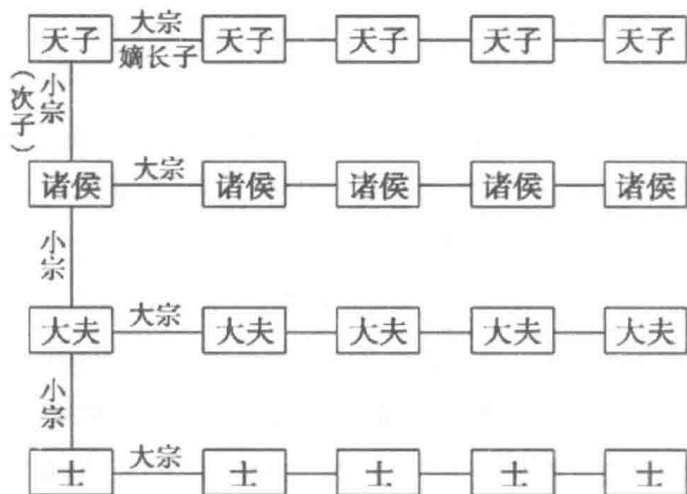 大宗
天子 天子 天子 天子 天子
嫡长子
小宗
（次子）
大宗
诸侯 诸侯 诸侯 诸侯 诸侯
小宗
大宗
大夫 大夫 大夫 大夫 大夫
小宗
大宗
士 士 士 士 士